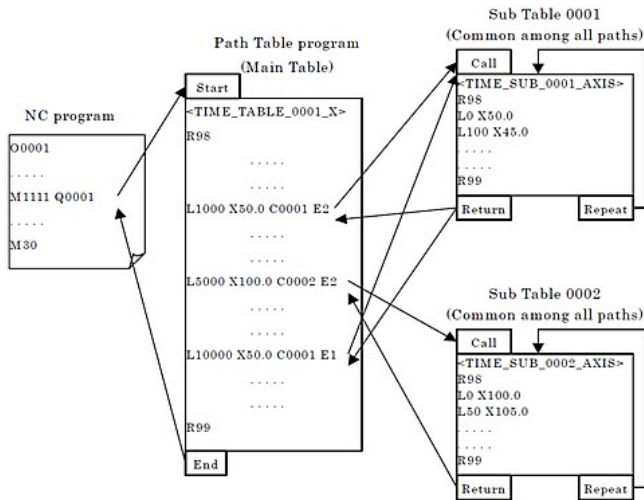 NC program
O0001
.....
M1111 Q0001
.....
M30
Path Table program
(Main Table)
Start
<TIME_TABLE_0001_X>
R98
.....
.....
L1000 X50.0 C0001 E2
.....
.....
L5000 X100.0 C0002 E2
.....
.....
L10000 X50.0 C0001 E1
.....
.....
R99
End
Sub Table 0001
(Common among all paths)
Call
<TIME_SUB_0001_AXIS>
R98
L0 X50.0
L100 X45.0
.....
.....
R99
Return
Repeat
Sub Table 0002
(Common among all paths)
Call
<TIME_SUB_0002_AXIS>
R98
L0 X100.0
L50 X105.0
.....
.....
R99
Return
Repeat